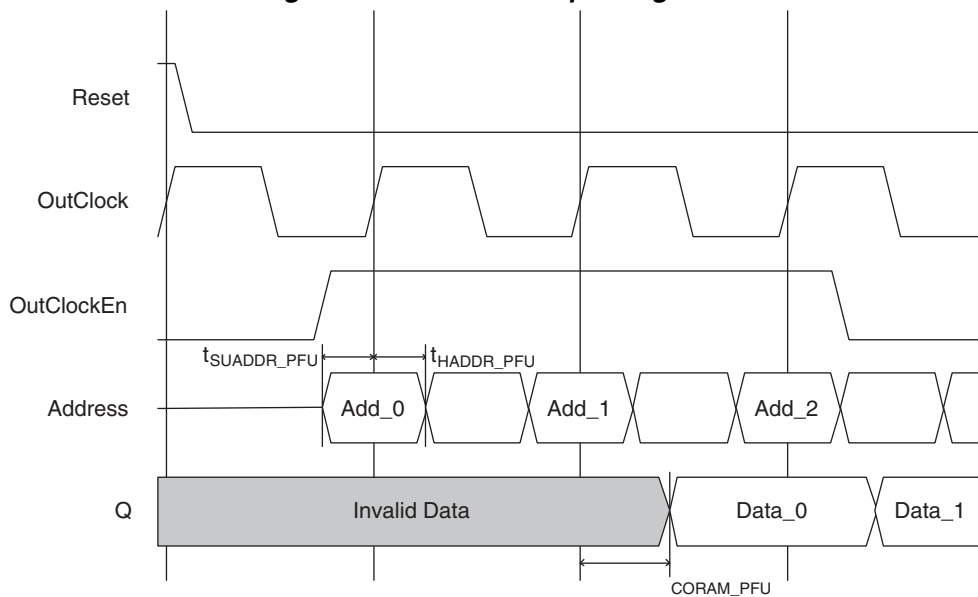 Reset
OutClock
OutClockEn
tSUADDR_PFU tHADDR_PFU
Address Add_0 Add_1 Add_2
Q Invalid Data Data_0 Data_1
CORAM_PFU